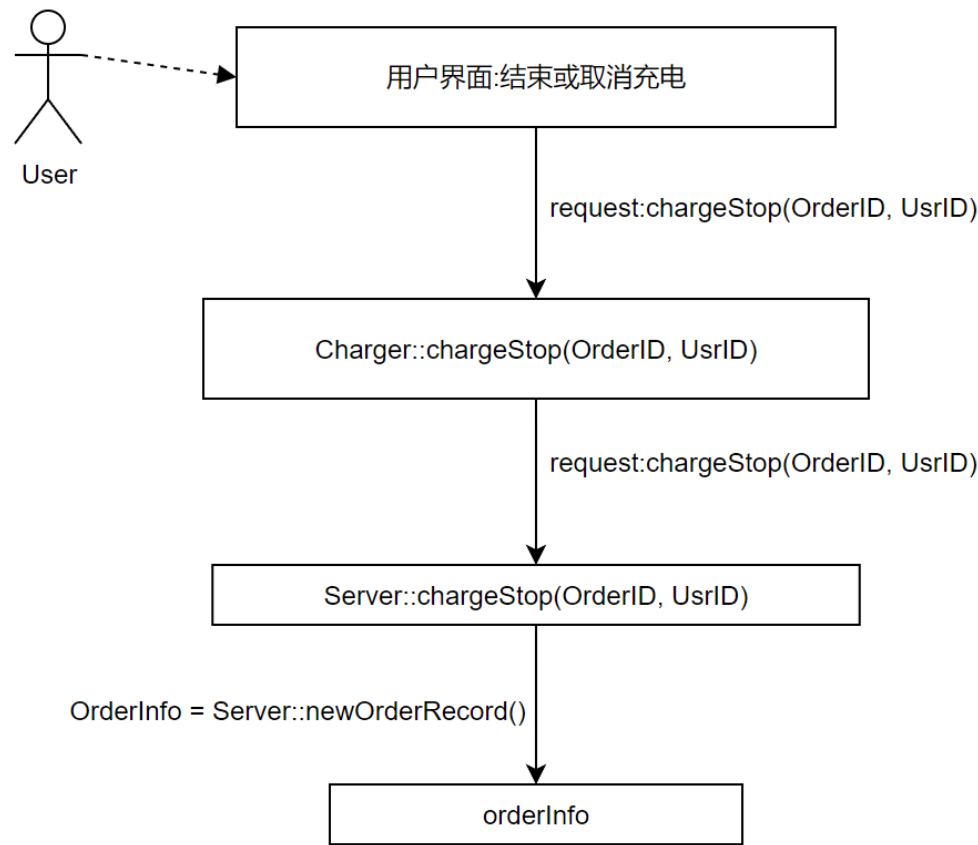 用户界面:结束或取消充电
User
request:chargeStop(OrderID, UsrID)
Charger::chargeStop(OrderID, UsrID)
request:chargeStop(OrderID, UsrID)
Server::chargeStop(OrderID, UsrID)
OrderInfo = Server::newOrderRecord()
orderInfo